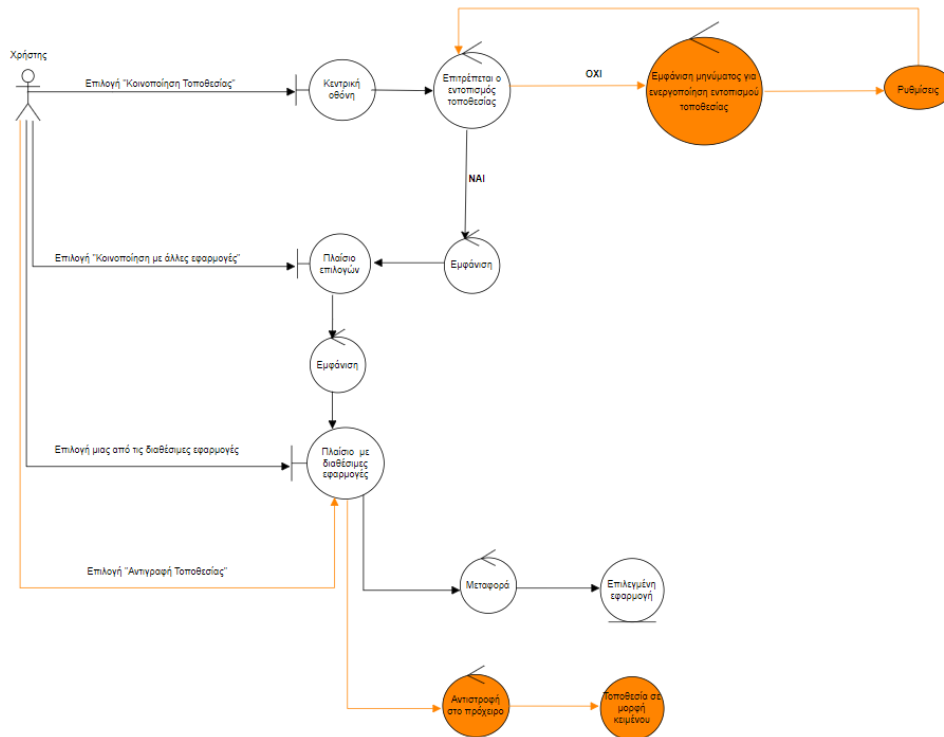 Χρήστης
Επιλογή "Κοινοποίηση Τοποθεσίας"
Κεντρική
οθόνη
Επιτρέπεται ο
εντοπισμός
τοποθεσίας
ΟΧΙ
Εμφάνιση μηνύματος για
ενεργοποίηση εντοπισμού
τοποθεσίας
Ρυθμίσεις
ΝΑΙ
Επιλογή "Κοινοποίηση με άλλες εφαρμογές"
Πλαίσιο
επιλογών
Εμφάνιση
Εμφάνιση
Επιλογή μιας από τις διαθέσιμες εφαρμογές
Πλαίσιο με
διαθέσιμες
εφαρμογές
Επιλογή "Αντιγραφή Τοποθεσίας"
Μεταφορά
Επιλεγμένη
εφαρμογή
Αντιστροφή
στο πρόχειρο
Τοποθεσία σε
μορφή
κειμένου